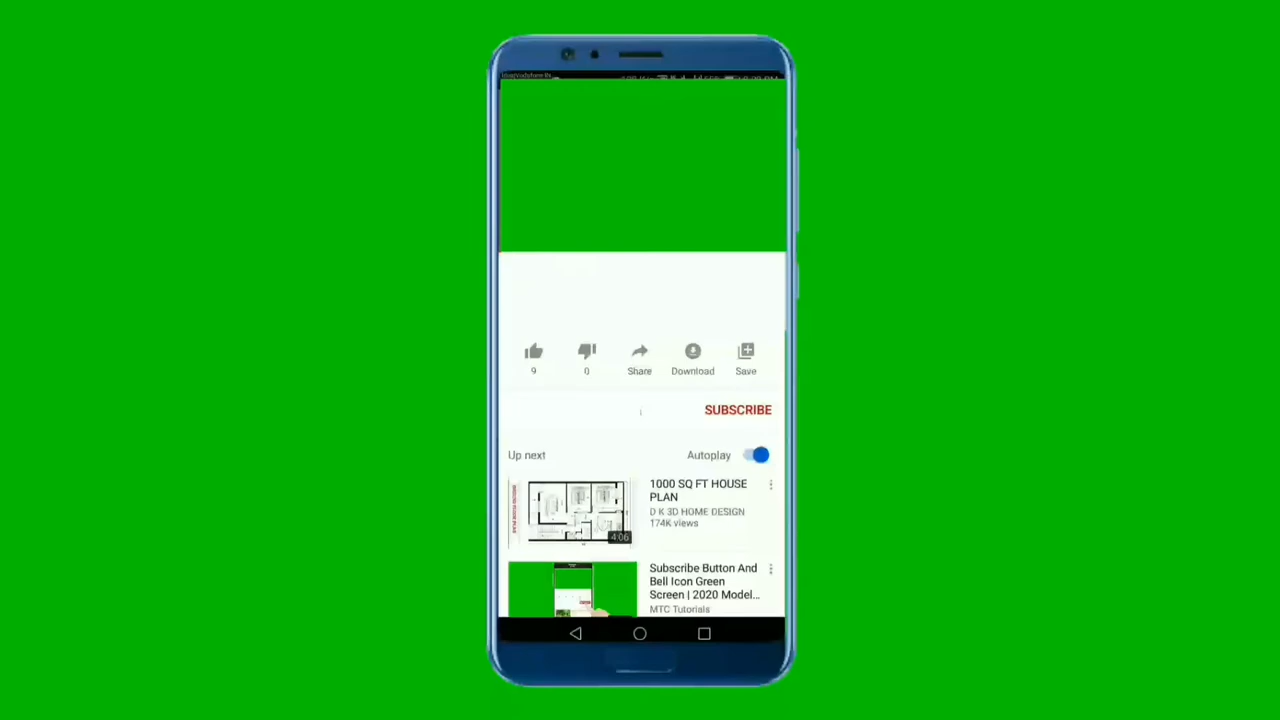 9
0
Share
Download
Save
SUBSCRIBE
Up next
Autoplay
1000 SQ FT HOUSE
PLAN
D K 3D HOME DESIGN
174K views
4:06
Subscribe Button And
Bell Icon Green
Screen | 2020 Model...
MTC Tutorials